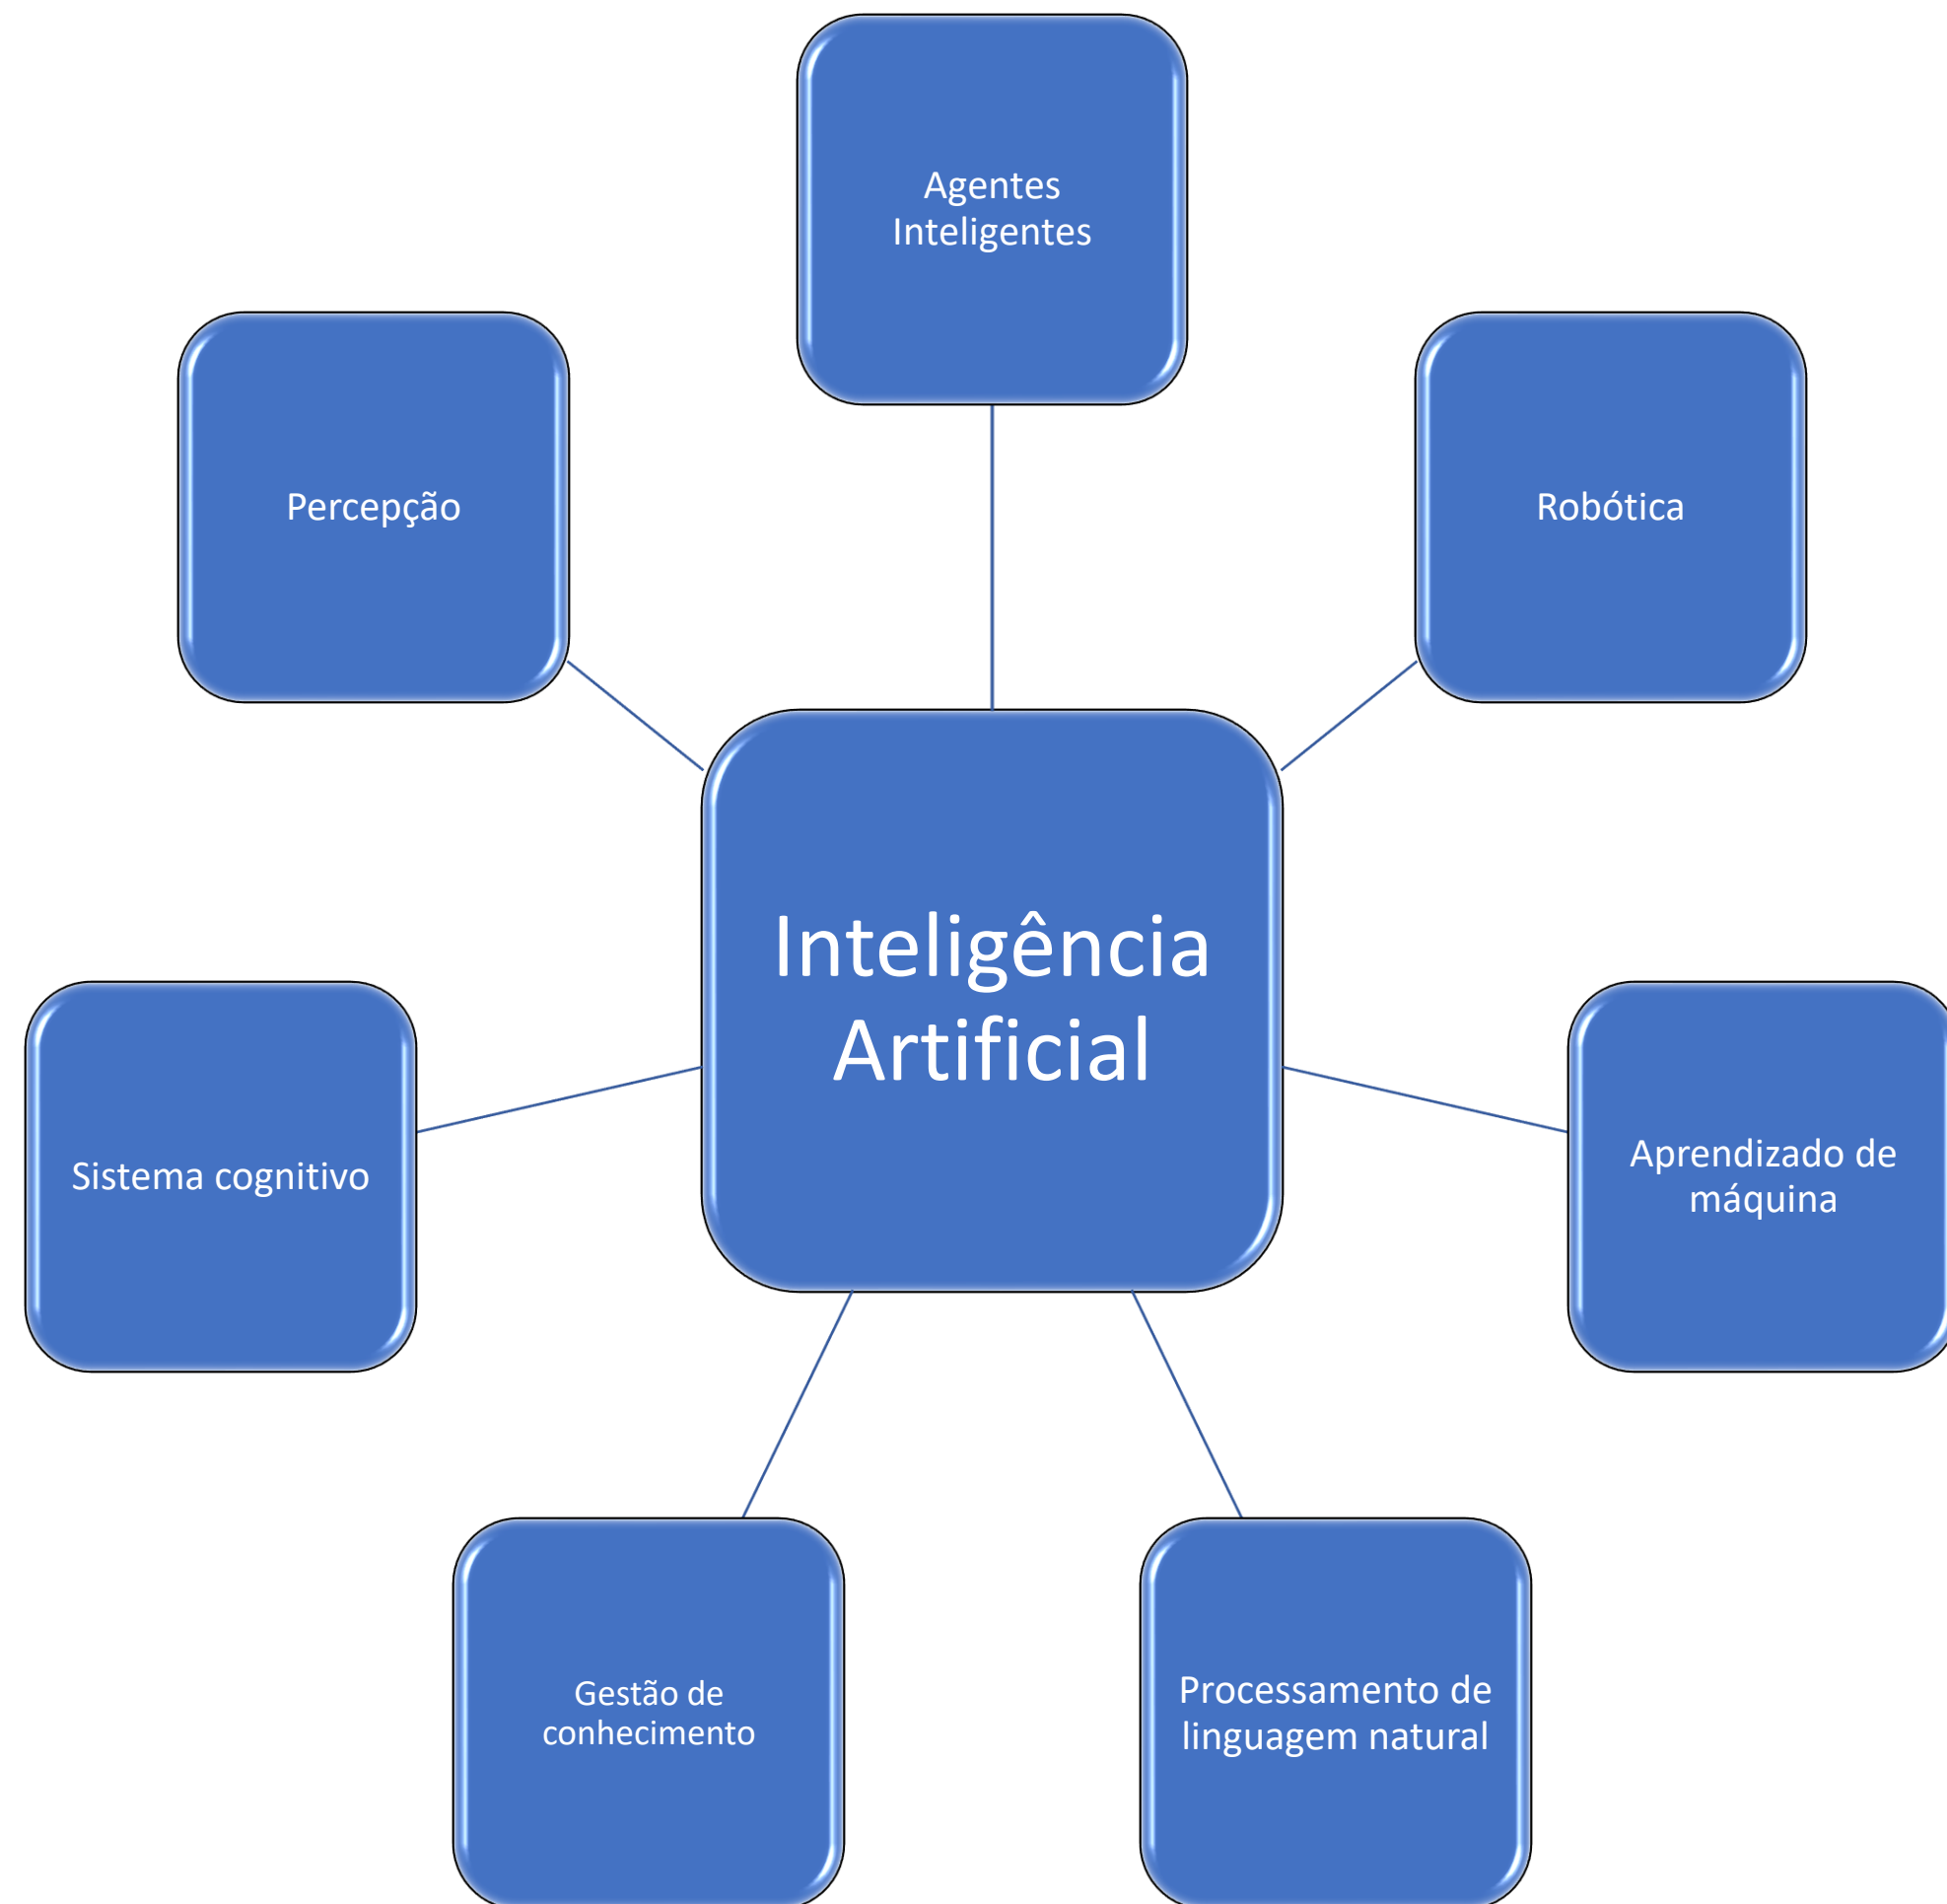 Agentes
Inteligentes
Percepção
Robótica
Inteligência
Artificial
Sistema cognitivo
Aprendizado de
máquina
Gestão de
conhecimento
Processamento de
linguagem natural